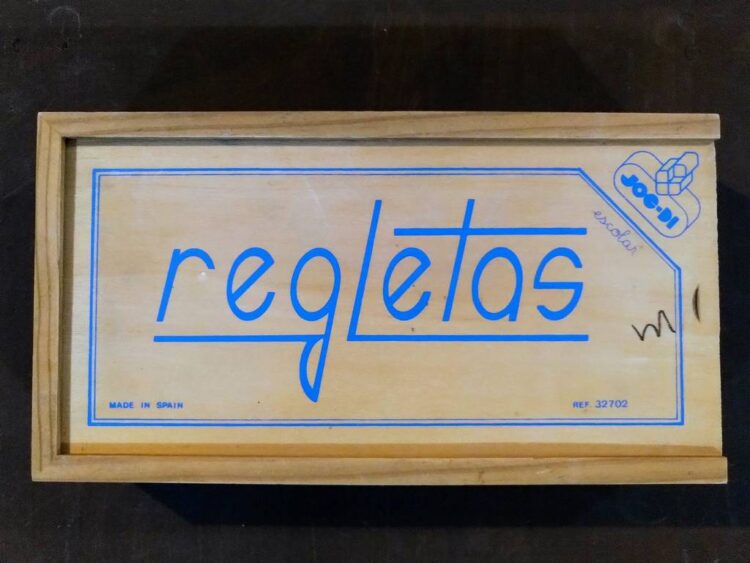 JOC-DI
escolar
regletas
m
MADE IN SPAIN
REF. 32702